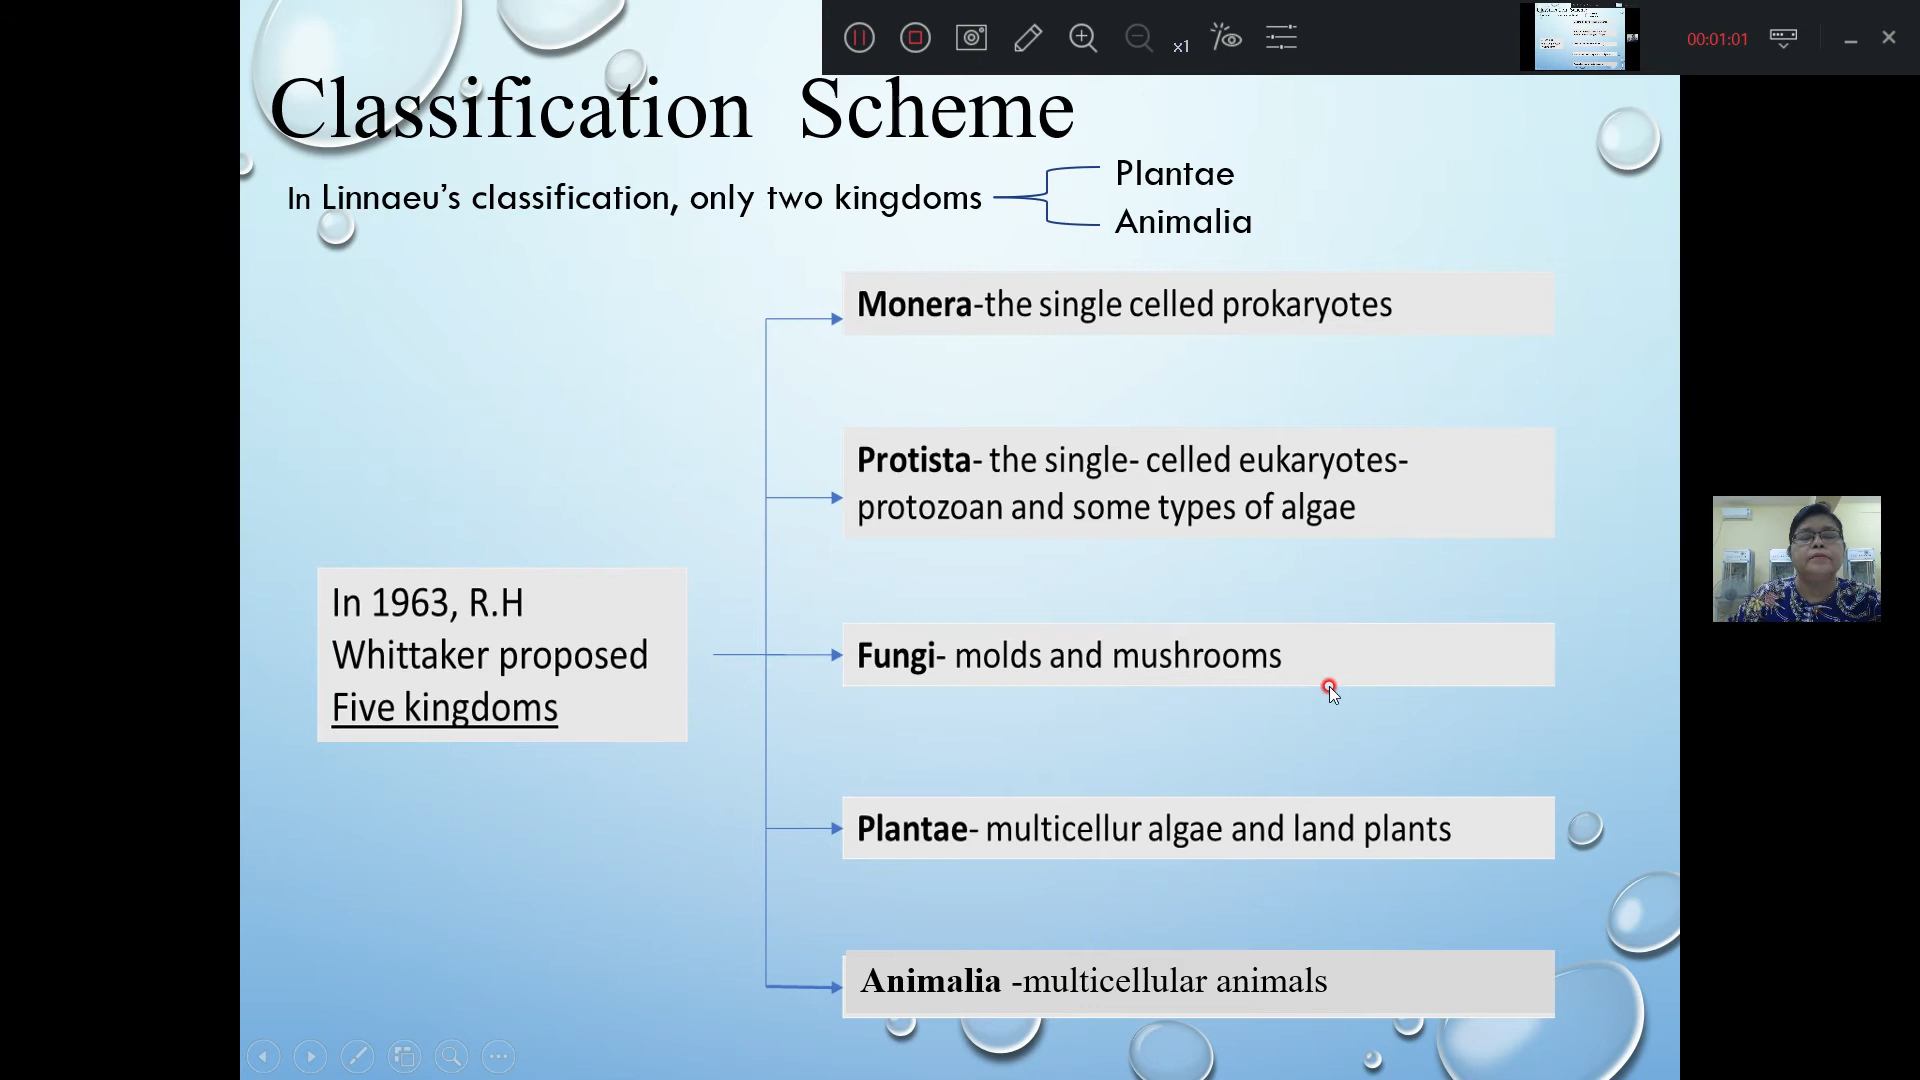 x1
00:01:01
Classification Scheme
In Linnaeu's classification, only two kingdoms
Plantae
Animalia
Monera-the single celled prokaryotes
Protista- the single- celled eukaryotes-
protozoan and some types of algae
In 1963, R.H
Whittaker proposed
Five kingdoms
Fungi- molds and mushrooms
Plantae- multicellur algae and land plants
Animalia -multicellular animals